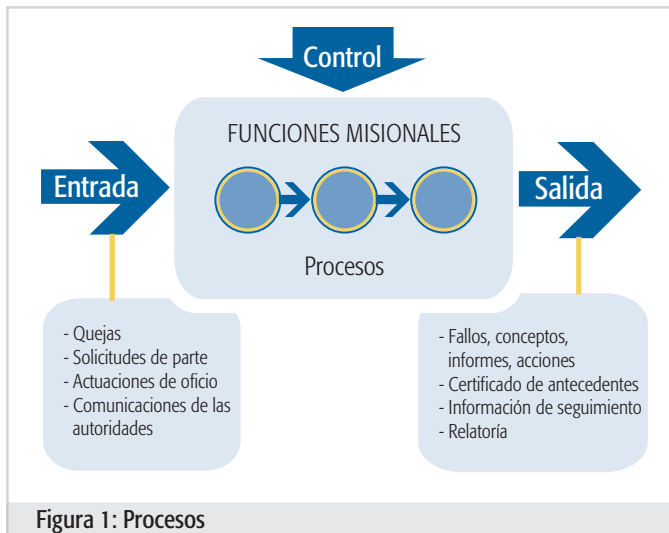 Control
FUNCIONES MISIONALES
Entrada
Salida
Procesos
- Quejas
- Solicitudes de parte
- Actuaciones de oficio
- Comunicaciones de las
autoridades
- Fallos, conceptos,
informes, acciones
- Certificado de antecedentes
- Información de seguimiento
- Relatoría
Figura 1: Procesos